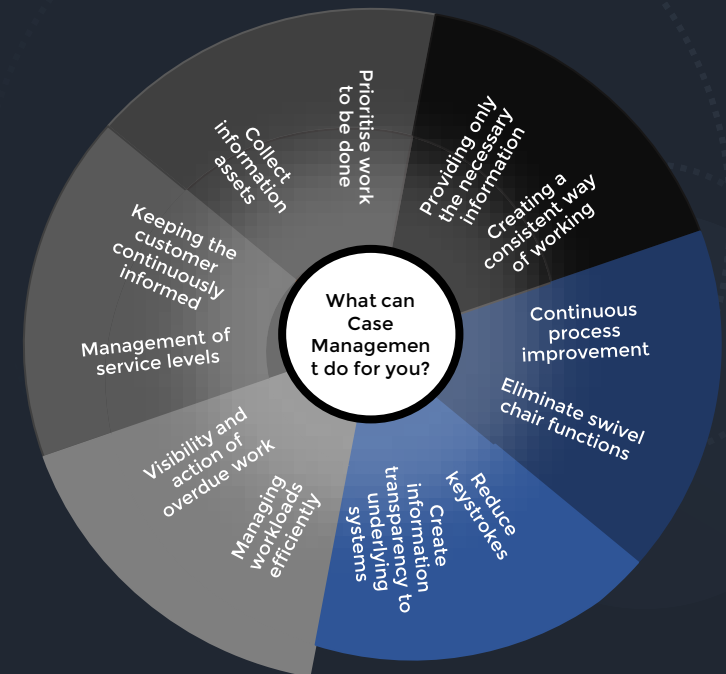 What can
Case
Managemen
t do for you?
Prioritise work
to be done
Providing only
the necessary
information
Creating a
consistent way
of working
Continuous
process
improvement
Eliminate swivel
chair functions
Reduce
keystrokes
Create
information
transparency to
underlying
systems
Managing
workloads
efficiently
Visibility and
action of
overdue work
Management of
service levels
Keeping the
customer
continuously
informed
Collect
information
assets